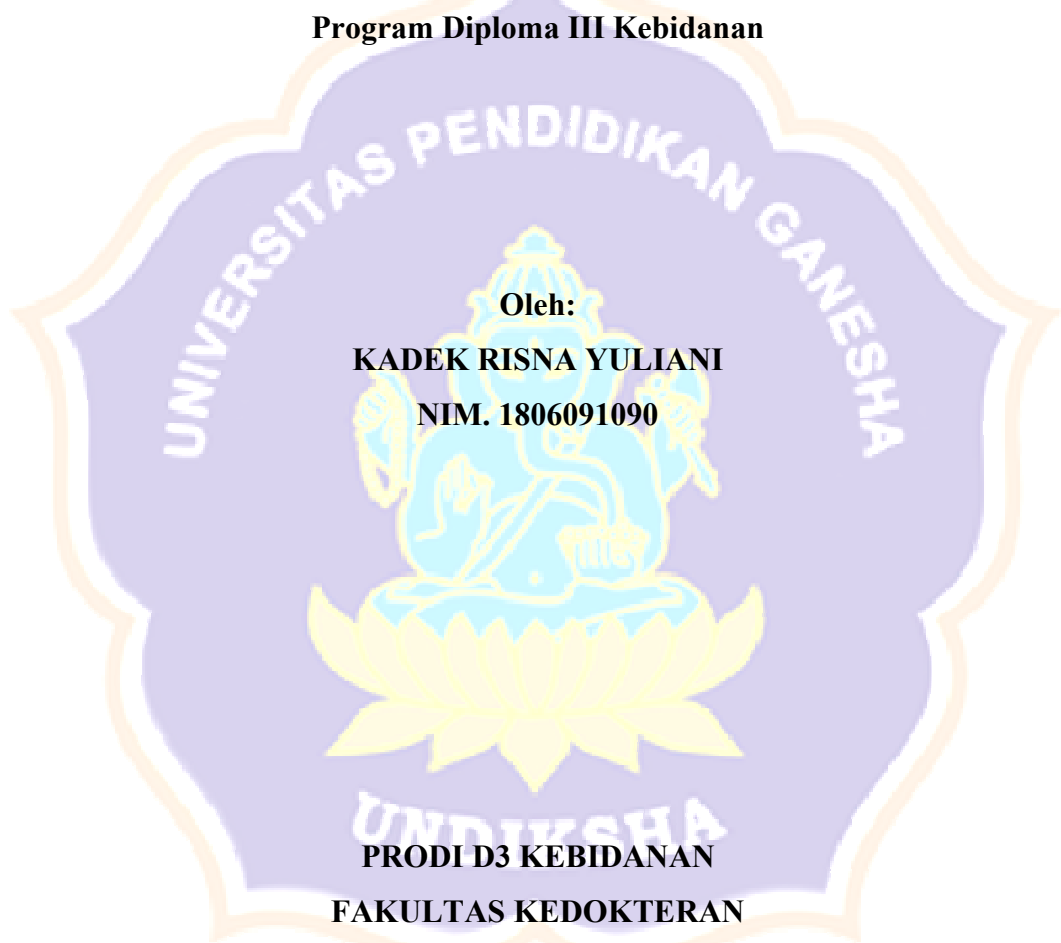 Program Diploma III Kebidanan
UNIVERSITAS PENDIDIKAN GANESHA
Oleh:
KADEK RISNA YULIANI
NIM. 1806091090
UNDIKSHA
PRODI D3 KEBIDANAN
FAKULTAS KEDOKTERAN